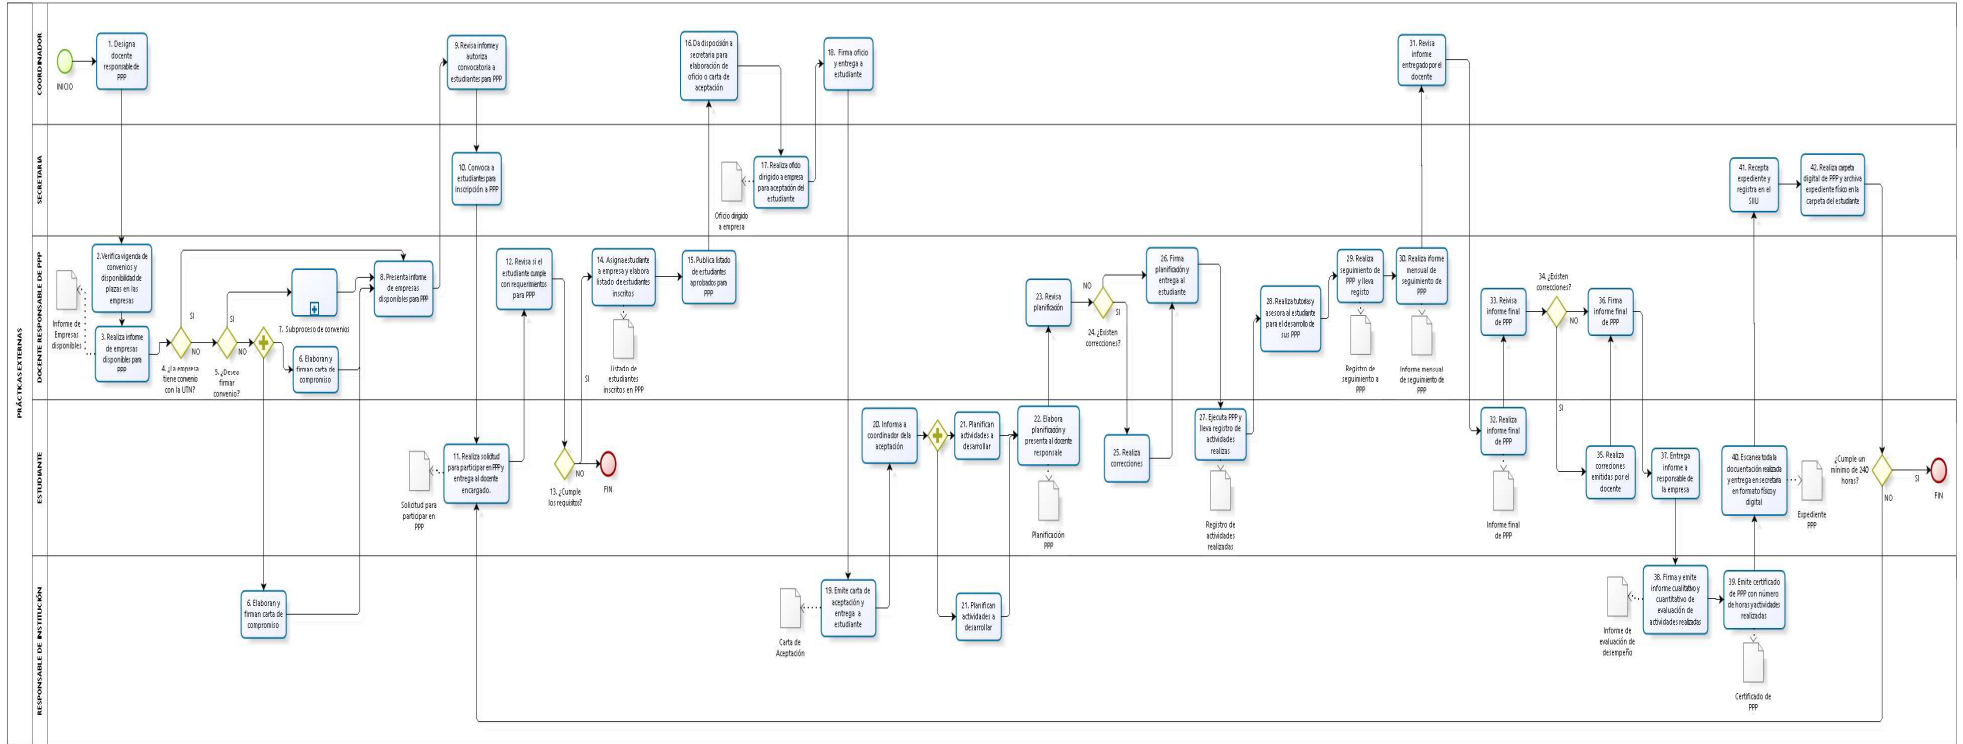 PRÁCTICAS EXTERNAS
COORDINADOR
INICIO
1. Designa
docente
responsable de
PPP
9. Revisa informe y
autoriza
convocatoria a
estudiantes para PPP
16. Da disposición a
secretaria para
elaboración de
oficio o carta de
aceptación
18. Firma oficio
y entrega a
estudiante
31. Revisa
informe
entregado por el
docente
SECRETARIA
10. Convoca a
estudiantes para
inscripción a PPP
Oficio dirigido
a empresa
17. Realiza oficio
dirigido a empresa
para aceptación del
estudiante
41. Recepta
expediente y
registra en el
SIIU
42. Realiza carpeta
digital de PPP y archiva
expediente físico en la
carpeta del estudiante
DOCENTE RESPONSABLE DE PPP
Informe de
Empresas
disponibles
2.Verifica vigencia de
convenios y
disponibilidad de
plazas en las
empresas
3. Realiza informe
de empresas
disponibles para
PPP
SI
NO
4. ¿La empresa
tiene convenio
con la UTN?
SI
NO
5. ¿Desea
firmar
convenio?
7. Subproceso de convenios
6. Elaboran y
firman carta de
compromiso
8. Presenta informe
de empresas
disponibles para PPP
12. Revisa si el
estudiante cumple
con requerimientos
para PPP
14. Asigna estudiante
a empresa y elabora
listado de estudiantes
inscritos
Listado de
estudiantes
inscritos en PPP
15. Publica listado
de estudiantes
aprobados para
PPP
23. Revisa
planificación
NO
SI
24. ¿Existen
correcciones?
26. Firma
planificación y
entrega al
estudiante
28. Realiza tutorias y
asesora al estudiante
para el desarrollo de
sus PPP
29. Realiza
seguimiento de
PPP y lleva
registo
Registro de
seguimiento a
PPP
30. Realiza iforme
mensual de
seguimiento de
PPP
Informe mensual
de seguimiento de
PPP
33. Reivisa
informe final
de PPP
34. ¿Existen
correcciones?
NO
SI
36. Firma
informe final
de PPP
ESTUDIANTE
Solicitud para
participar en
PPP
11. Realiza solicitud
para participar en PPP y
entrega al docente
encargado.
SI
NO
13. ¿Cumple
los requisitos?
FIN
20. Informa a
coordinador de la
aceptación
21. Planifican
actividades a
desarrollar
22. Elabora
planificación y
presenta al docente
responsale
Planificación
PPP
25. Realiza
correcciones
27. Ejecuta PPP y
lleva registro de
actividades
realizas
Registro de
actividades
realizadas
32. Realiza
informe final
de PPP
Informe final
de PPP
35. Realiza
correciones
emitidas por el
docente
37. Entrega
informe a
responsable de
la empresa
40. Escanea toda la
docuentación realizada
y entrega en secretaria
en formato físico y
digital
Expediente
PPP
¿Cumple un
mínimo de 240
horas?
SI
NO
FIN
RESPONSABLE DE INSTITUCIÓN
6. Elaboran y
firman carta de
compromiso
Carta de
Aceptación
19. Emite carta de
aceptación y
entrega a
estudiante
21. Planifican
actividades a
desarrollar
Informe de
evaluación de
desempeño
38. Firma y emite
informe cualitativo y
cuantitativo de
evaluación de
actividades realizadas
39. Emite certificado
de PPP con número
de horas y actividades
realizadas
Certificado de
PPP